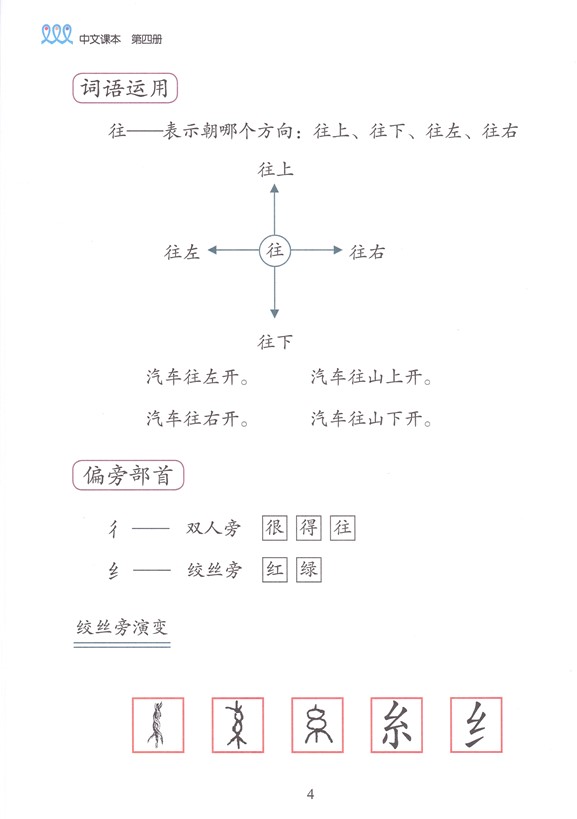 中文课本 第四册
词语运用
往——表示朝哪个方向：往上、往下、往左、往右
往上
往左 往 往右
往下
汽车往左开。 汽车往山上开。
汽车往右开。 汽车往山下开。
偏旁部首
彳 —— 双人旁 很 得 往
纟 —— 绞丝旁 红 绿
绞丝旁演变
糸 纟
4